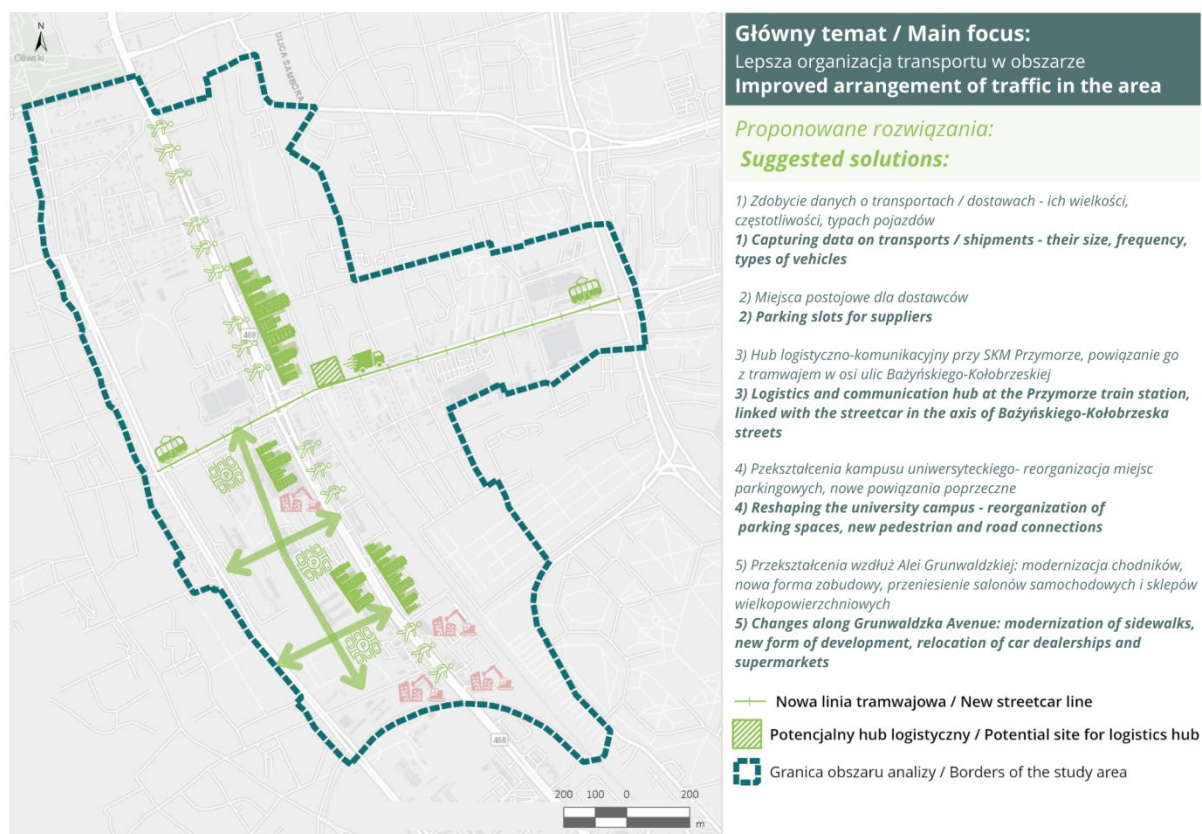 N
Oliwski
ULICA SAMBORA
468
468
200 100 0 200
m
Główny temat / Main focus:
Lepsza organizacja transportu w obszarze
Improved arrangement of traffic in the area
Proponowane rozwiązania:
Suggested solutions:
1) Zdobycie danych o transportach / dostawach - ich wielkości,
częstotliwości, typach pojazdów
1) Capturing data on transports / shipments - their size, frequency,
types of vehicles
2) Miejsca postojowe dla dostawców
2) Parking slots for suppliers
3) Hub logistyczno-komunikacyjny przy SKM Przymorze, powiązanie go
z tramwajem w osi ulic Bażyńskiego-Kołobrzeskiej
3) Logistics and communication hub at the Przymorze train station,
linked with the streetcar in the axis of Bażyńskiego-Kołobrzeska
streets
4) Pzekształcenia kampusu uniwersyteckiego- reorganizacja miejsc
parkingowych, nowe powiązania poprzeczne
4) Reshaping the university campus - reorganization of
parking spaces, new pedestrian and road connections
5) Przekształcenia wzdłuż Alei Grunwaldzkiej: modernizacja chodników,
nowa forma zabudowy, przeniesienie salonów samochodowych i sklepów
wielkopowierzchniowych
5) Changes along Grunwaldzka Avenue: modernization of sidewalks,
new form of development, relocation of car dealerships and
supermarkets
Nowa linia tramwajowa / New streetcar line
Potencjalny hub logistyczny / Potential site for logistics hub
Granica obszaru analizy / Borders of the study area